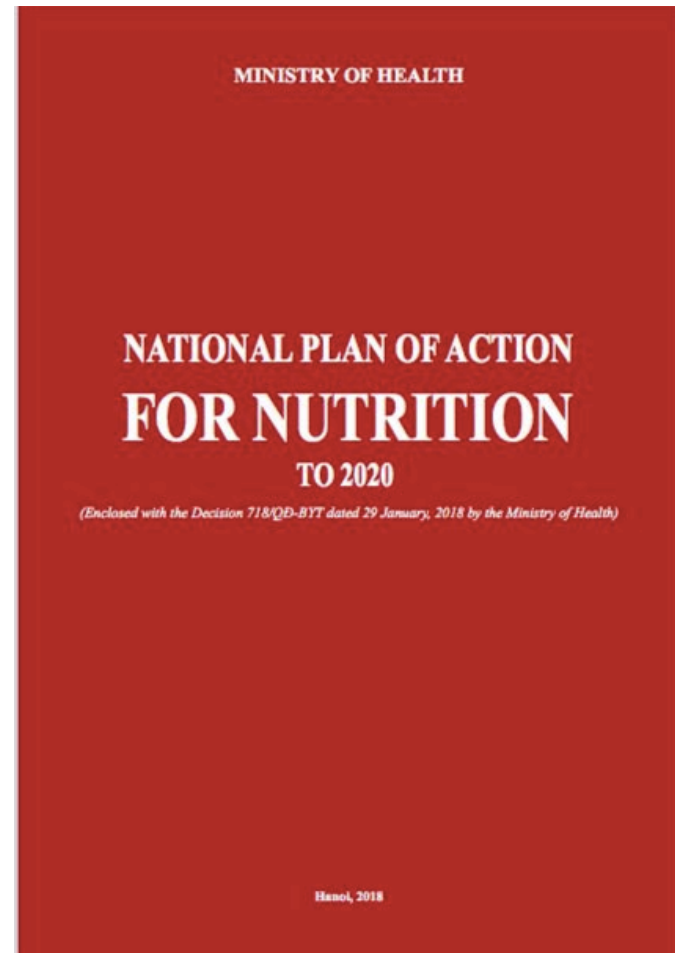 MINISTRY OF HEALTH
NATIONAL PLAN OF ACTION
FOR NUTRITION
TO 2020
(Enclosed with the Decision 718/QĐ-BYT dated 29 January, 2018 by the Ministry of Health)
Hanoi, 2018